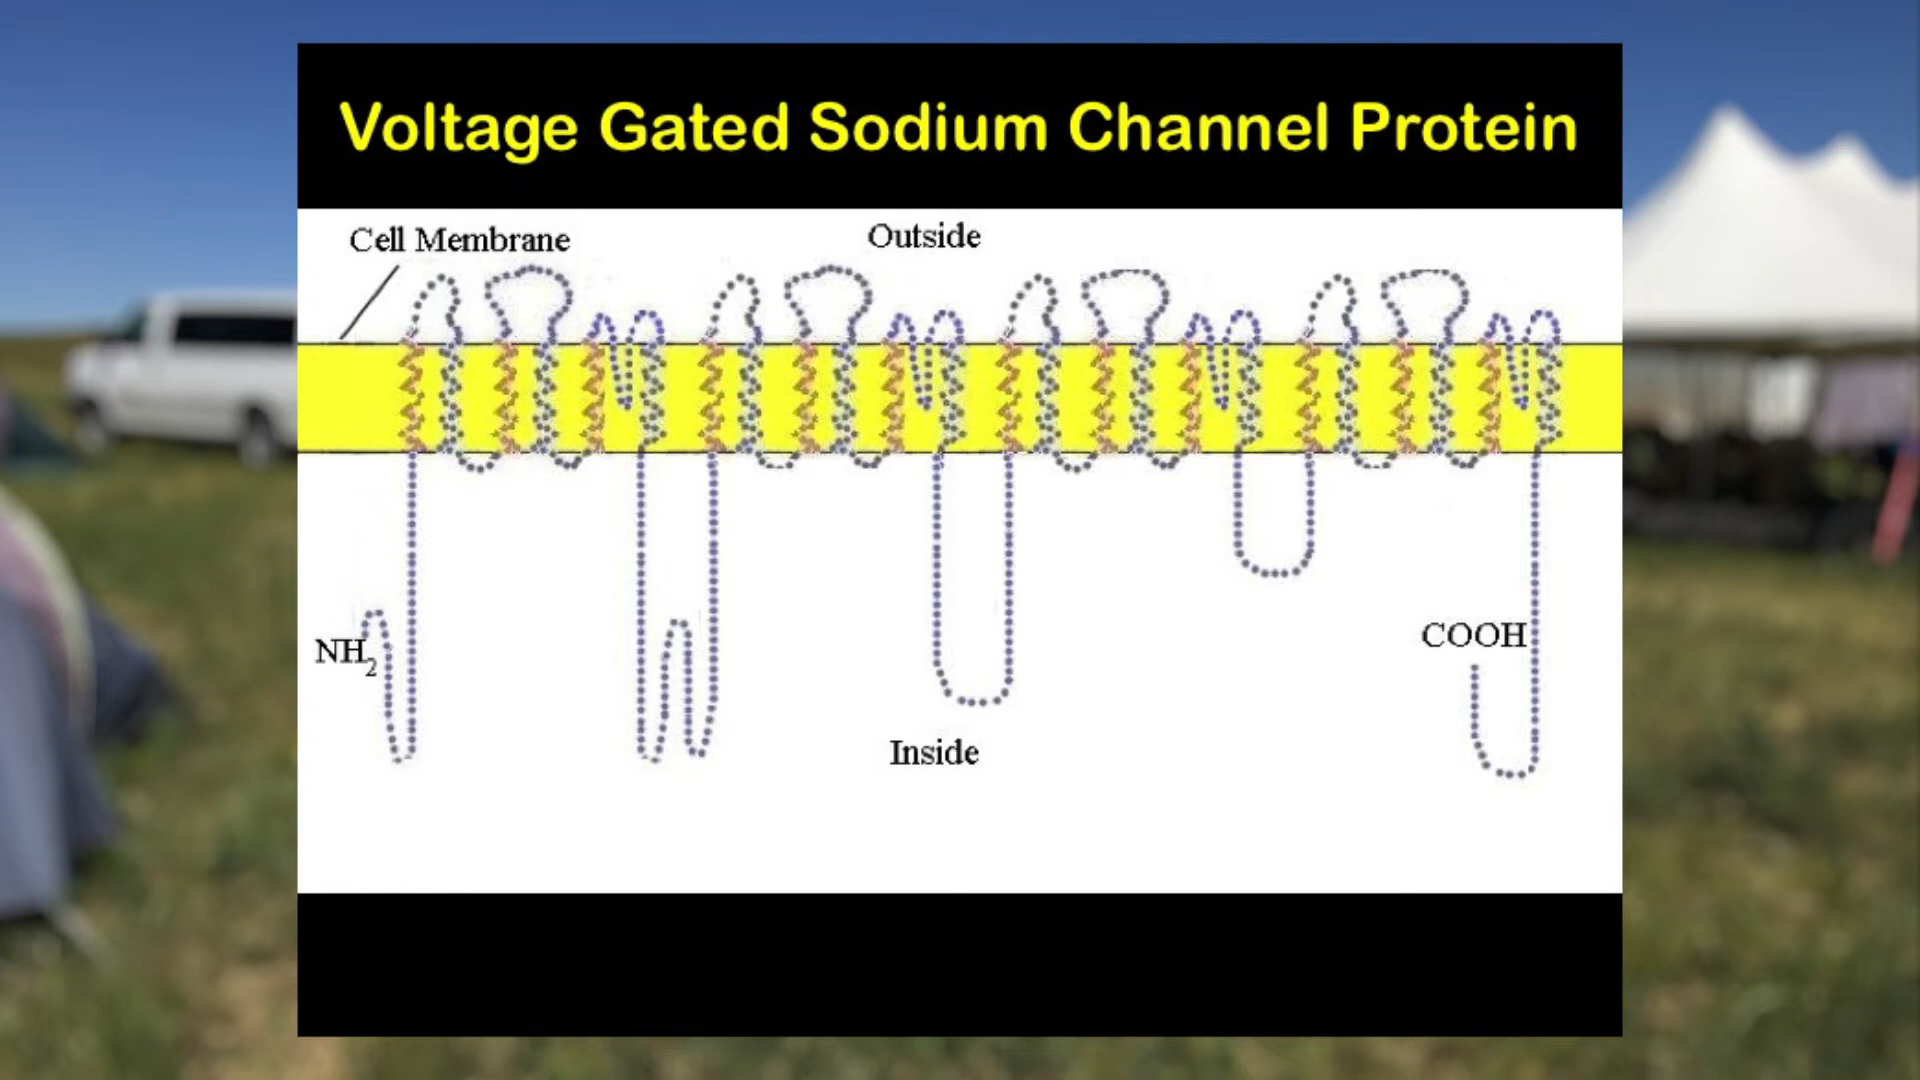 Voltage Gated Sodium Channel Protein
Cell Membrane
Outside
NH2
COOH
Inside